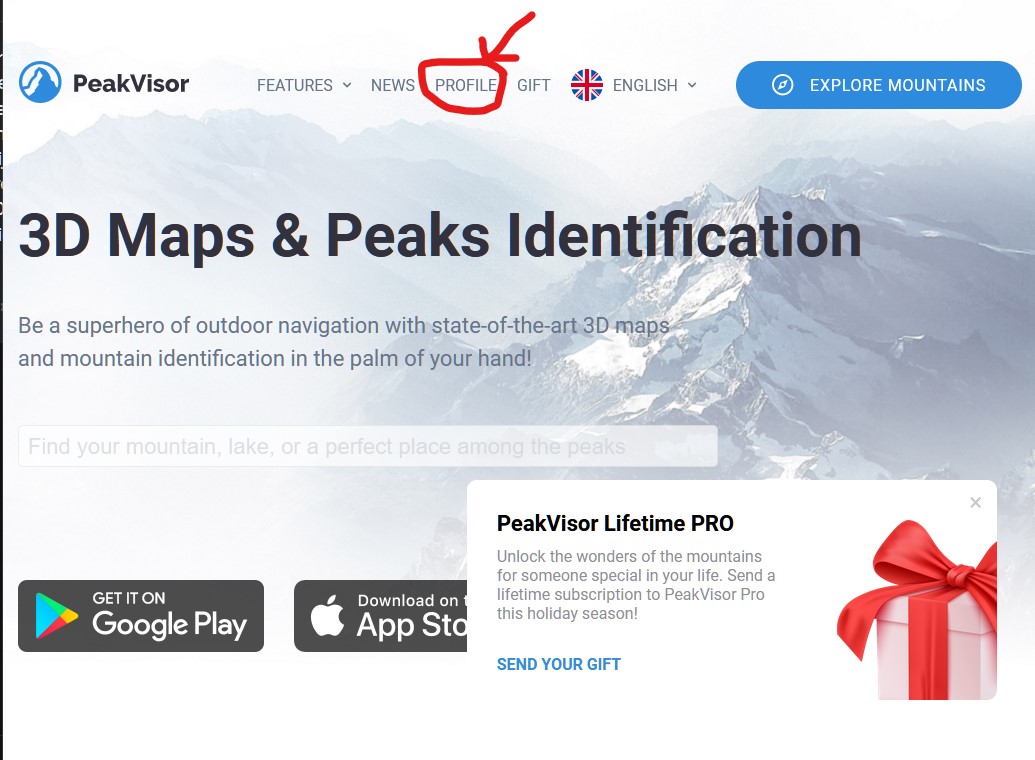 PeakVisor
FEATURES NEWS PROFILE GIFT ENGLISH EXPLORE MOUNTAINS
3D Maps & Peaks Identification
Be a superhero of outdoor navigation with state-of-the-art 3D maps
and mountain identification in the palm of your hand!
Find your mountain, lake, or a perfect place among the peaks
PeakVisor Lifetime PRO
Unlock the wonders of the mountains
for someone special in your life. Send a
lifetime subscription to PeakVisor Pro
this holiday season!
SEND YOUR GIFT
GET IT ON
Google Play
Download on t
App Sto